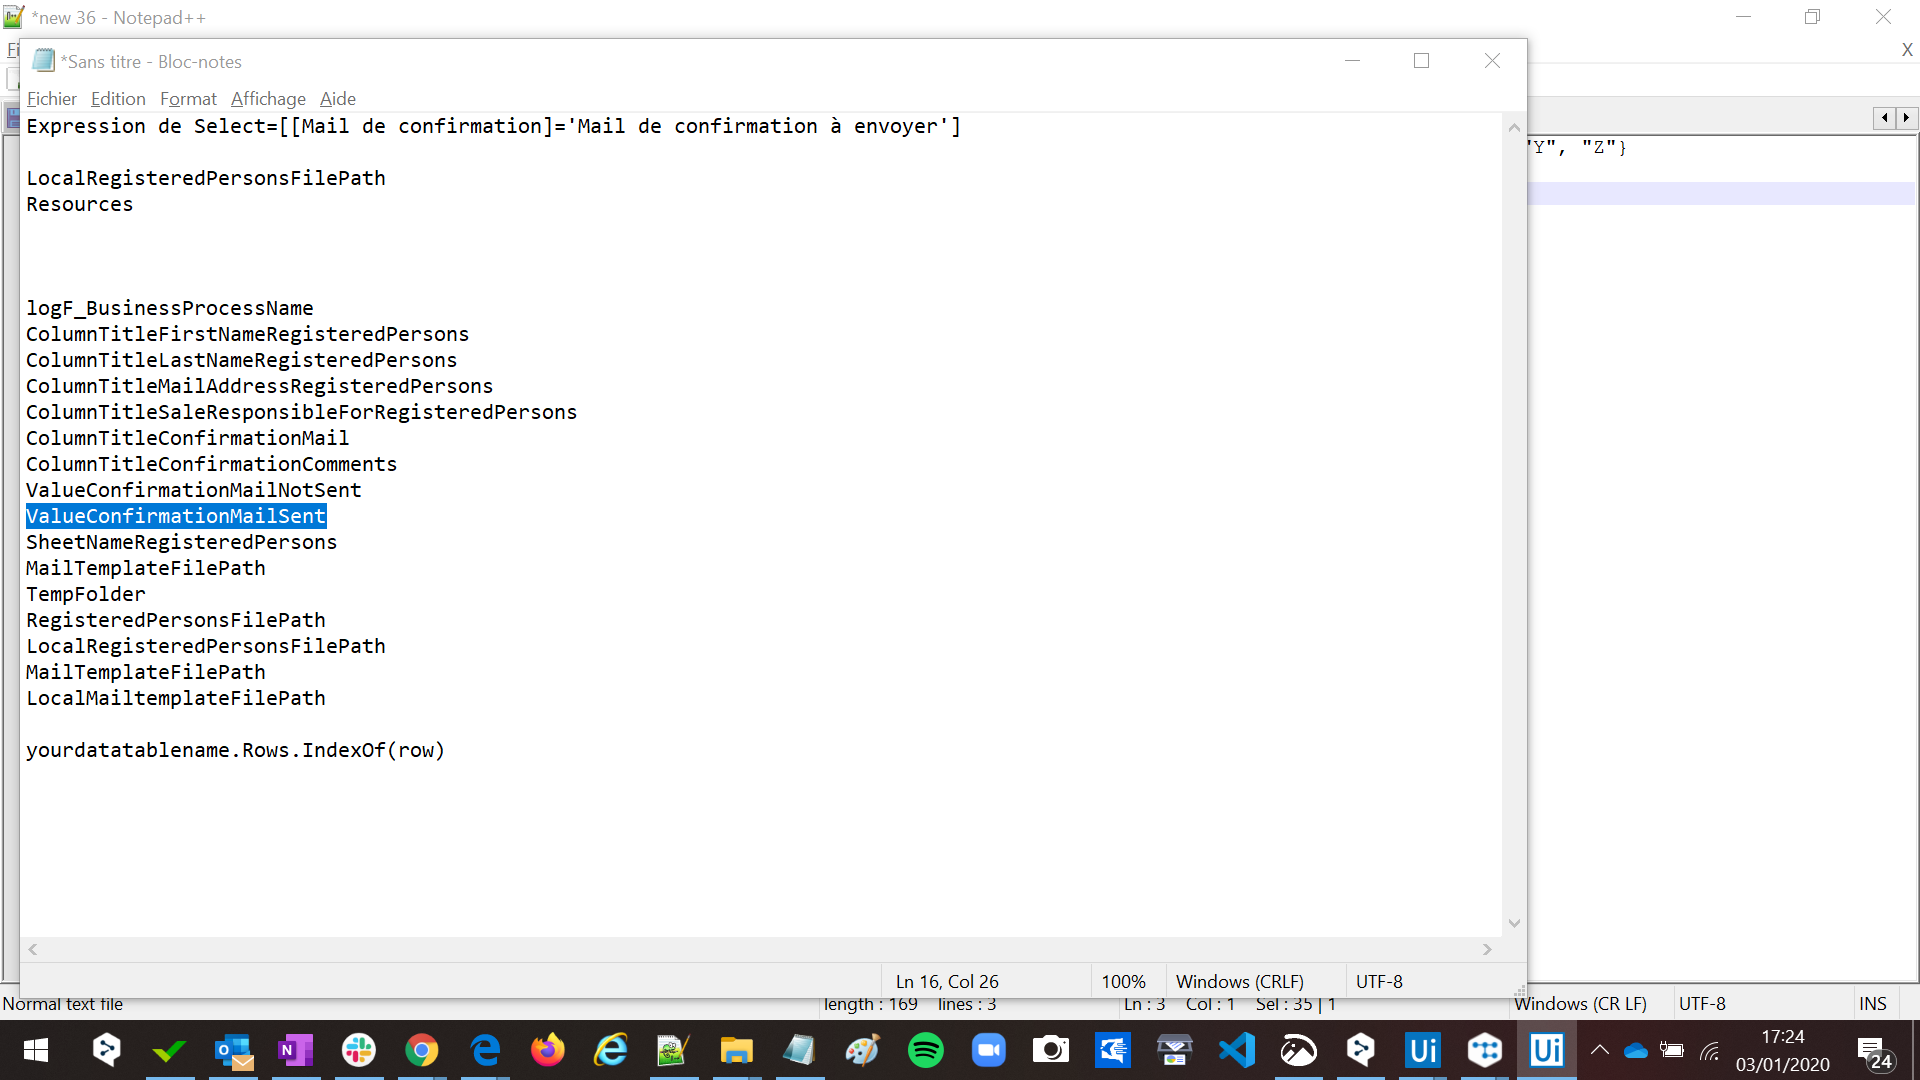 *new 36 - Notepad++
Fi
X
*Sans titre - Bloc-notes
Fichier Edition Format Affichage Aide
Expression de Select=[[Mail de confirmation]='Mail de confirmation à envoyer']
"Y", "Z"}
LocalRegisteredPersonsFilePath
Resources
logF_BusinessProcessName
ColumnTitleFirstNameRegisteredPersons
ColumnTitleLastNameRegisteredPersons
ColumnTitleMailAddressRegisteredPersons
ColumnTitleSaleResponsibleForRegisteredPersons
ColumnTitleConfirmationMail
ColumnTitleConfirmationComments
ValueConfirmationMailNotSent
ValueConfirmationMailSent
SheetNameRegisteredPersons
MailTemplateFilePath
TempFolder
RegisteredPersonsFilePath
LocalRegisteredPersonsFilePath
MailTemplateFilePath
LocalMailtemplateFilePath
yourdatatablename.Rows.IndexOf(row)
Ln 16, Col 26 100% Windows (CRLF) UTF-8
Normal text file length : 169 lines : 3 Ln : 3 Col : 1 Sel : 35 | 1 Windows (CR LF) UTF-8 INS
Ui Ui
17:24
03/01/2020
24